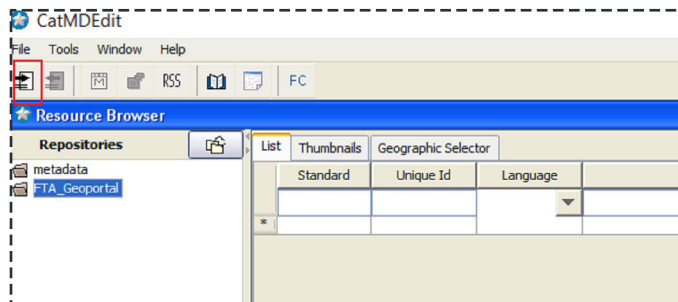 CatMDEdit
File Tools Window Help
RSS FC
Resource Browser
Repositories List Thumbnails Geographic Selector
metadata Standard Unique Id Language
FTA_Geoportal
*